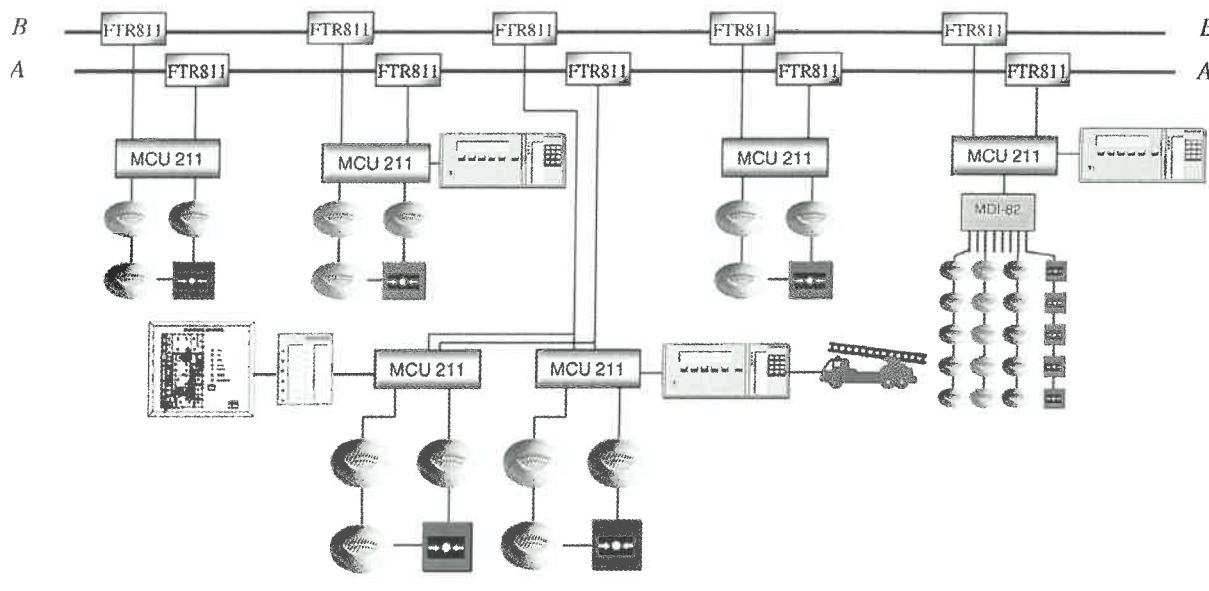 B FTR811 FTR811 FTR811 FTR811 FTR811
A FTR811 FTR811 FTR811 FTR811 FTR811 A
MCU 211 MCU 211 MCU 211 MCU 211
MDI-82
MCU 211 MCU 211